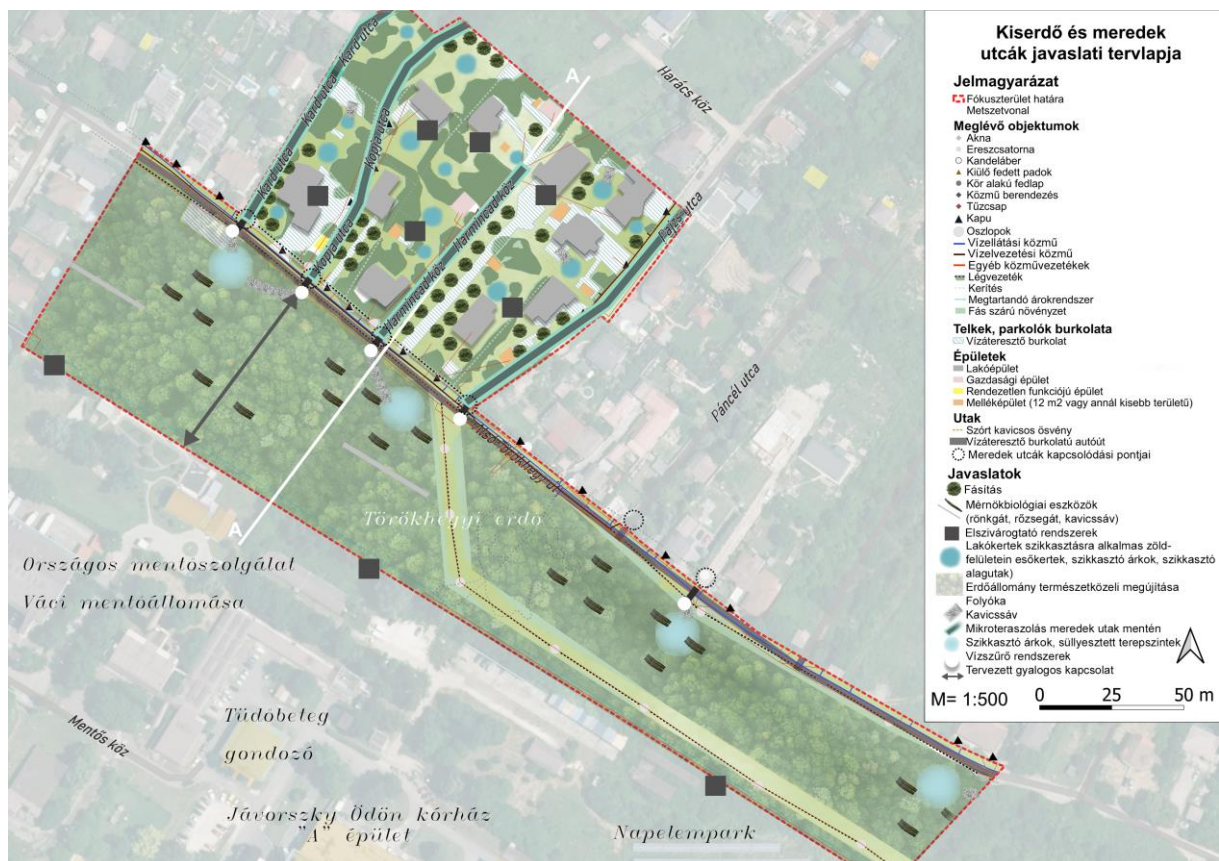 Kard utca
Kard utca
Kard utca
Kopja utca
Kopja utca
Harmincad köz
Harmincad köz
A
Harács köz
Pajzs utca
Páncél utca
Törökhegyi erdő
A
Országos mentőszolgálat
Váci mentőállomása
Mentős köz
Tüdőbeteg
gondozó
Jávorszky Ödön kórház
"A" épület
Napelempark
Kiserdő és meredek
utcák javaslati tervlapja
Jelmagyarázat
Fókuszterület határa
Metszetvonal
Meglévő objektumok
Akna
Ereszcsatorna
Kandeláber
Kiülő fedett padok
Kör alakú fedlap
Közmű berendezés
Tűzcsap
Kapu
Oszlopok
Vízellátási közmű
Vízelvezetési közmű
Egyéb közművezetékek
Légvezeték
Kerítés
Megtartandó árokrendszer
Fás szárú növényzet
Telkek, parkolók burkolata
Vízáteresztő burkolat
Épületek
Lakóépület
Gazdasági épület
Rendezetlen funkciójú épület
Melléképület (12 m2 vagy annál kisebb területű)
Utak
Szórt kavicsos ösvény
Vízáteresztő burkolatú autóút
Meredek utcák kapcsolódási pontjai
Javaslatok
Fásítás
Mérnökbiológiai eszközök
(rönkgát, rőzsegát, kavicssáv)
Elszivárogtató rendszerek
Lakókertek szikkasztásra alkalmas zöld-
felületein esőkertek, szikkasztó árkok, szikkasztó
alagutak)
Erdőállomány természetközeli megújítása
Folyóka
Kavicssáv
Mikroteraszolás meredek utak mentén
Szikkasztó árkok, süllyesztett terepszintek
Vízszűrő rendszerek
Tervezett gyalogos kapcsolat
M= 1:500 0 25 50 m